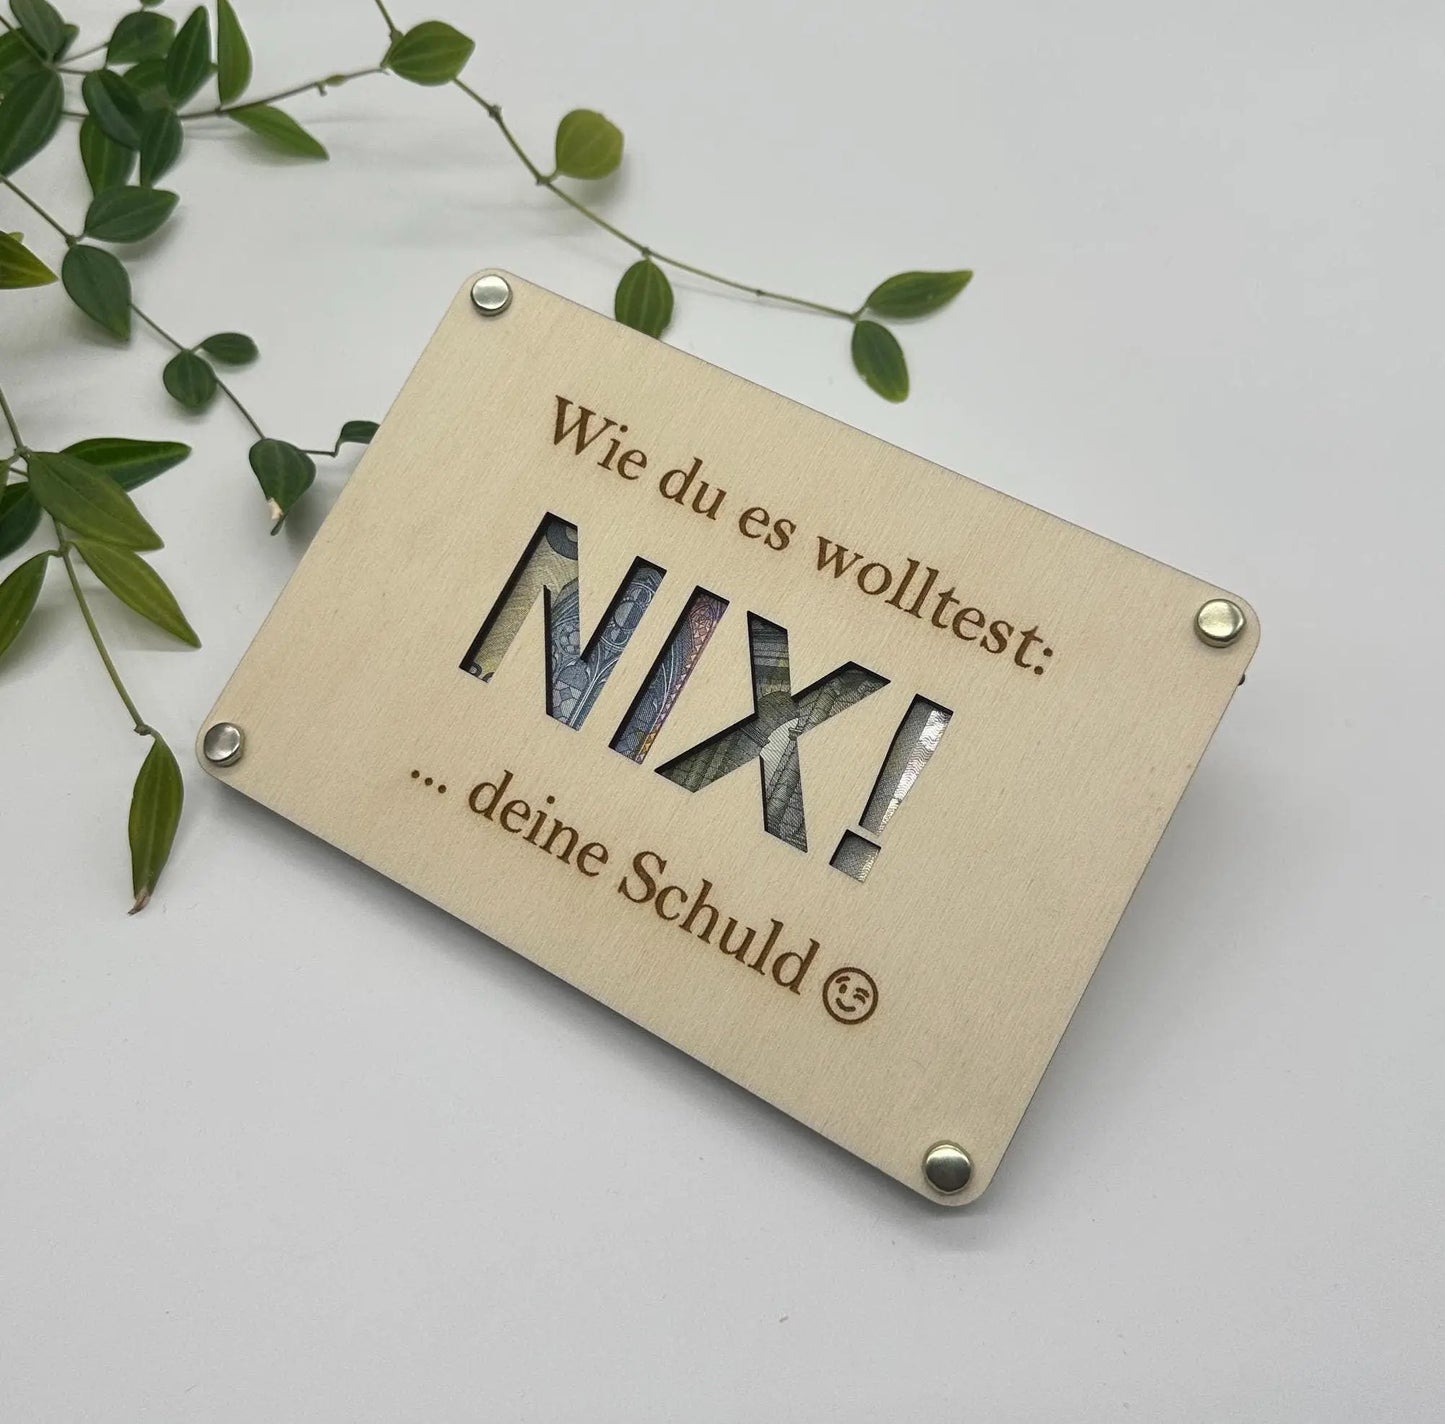 Wie du es wolltest:
NIX!
... deine Schuld 😉